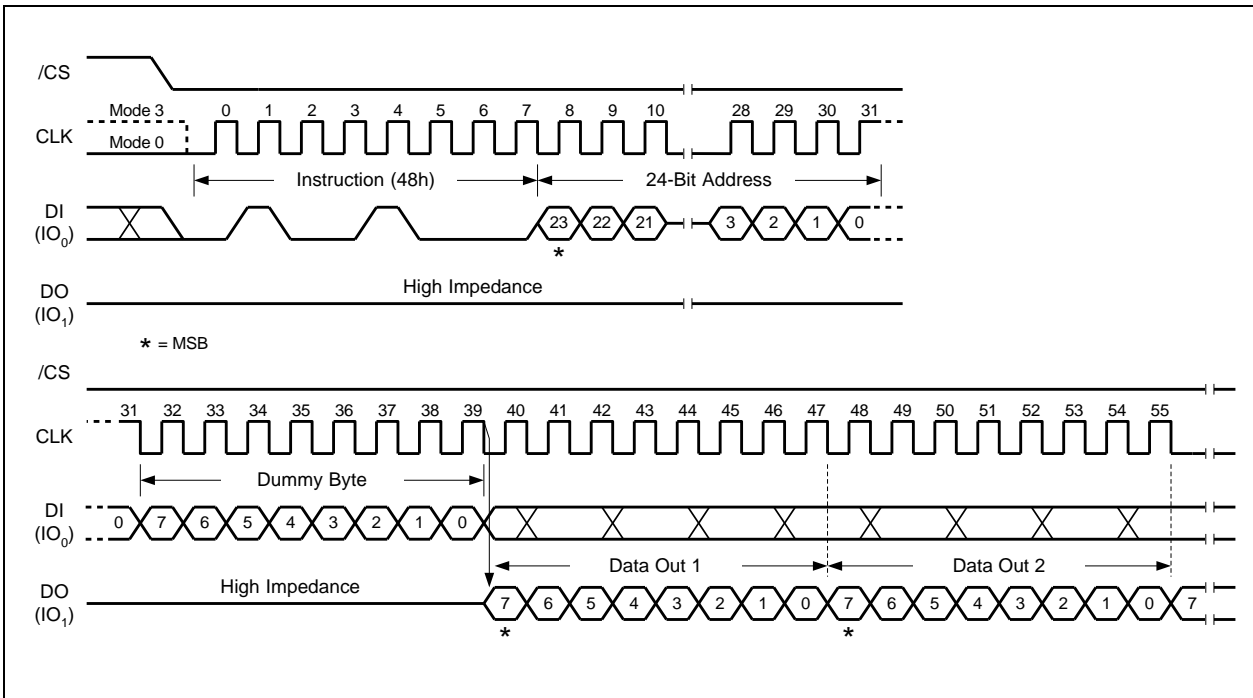 /CS
Mode 3 0 1 2 3 4 5 6 7 8 9 10 28 29 30 31
CLK
Mode 0
Instruction (48h) 24-Bit Address
DI
(IO0) 23 22 21 3 2 1 0
*
High Impedance
DO
(IO1)
* = MSB
/CS
31 32 33 34 35 36 37 38 39 40 41 42 43 44 45 46 47 48 49 50 51 52 53 54 55
CLK
Dummy Byte
DI
(IO0) 0 7 6 5 4 3 2 1 0
Data Out 1 Data Out 2
High Impedance
DO
(IO1) 7 6 5 4 3 2 1 0 7 6 5 4 3 2 1 0 7
* *